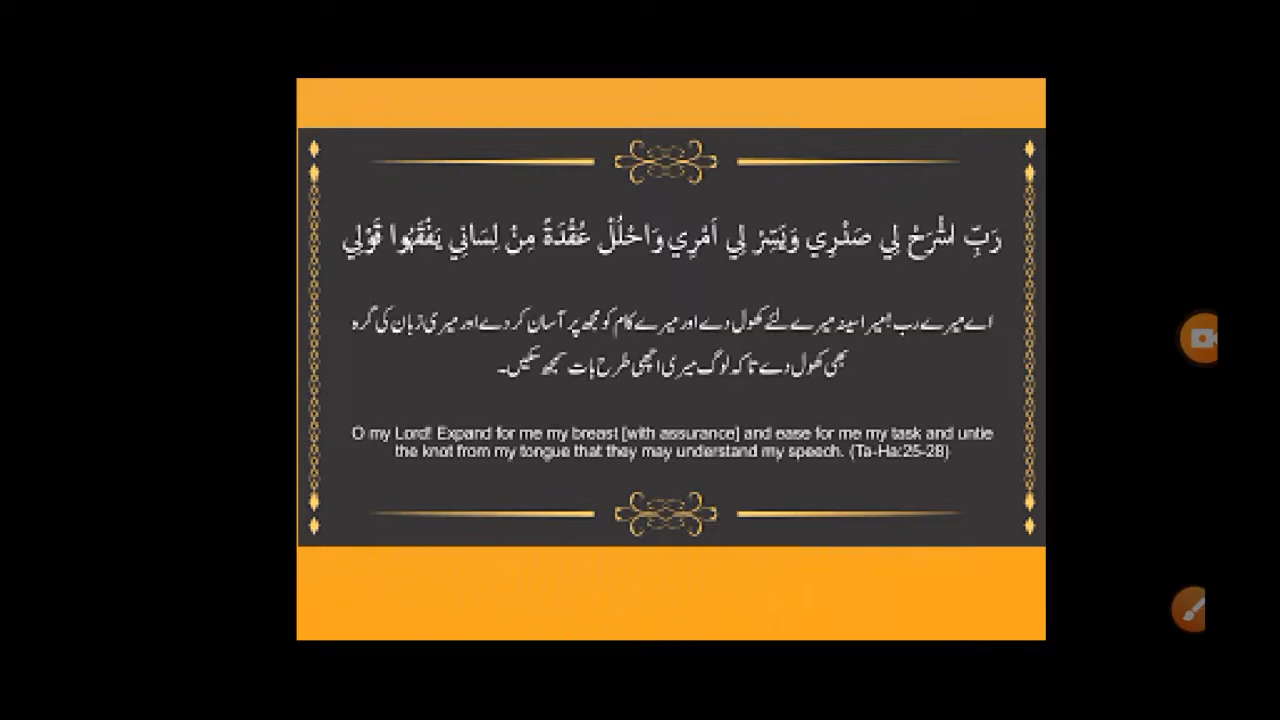 رَبِّ اشْرَحْ لِي صَدْرِي وَيَسِّرْ لِي أَمْرِي وَاحْلُلْ عُقْدَةً مِنْ لِسَانِي يَفْقَهُوا قَوْلِي
اے میرے رب !میرا سینہ میرے لئے کھول دے اور میرے کام کو مجھ پر آسان کر دے اور میری زبان کی گرہ
بھی کھول دے تاکہ لوگ میری اچھی طرح بات سمجھ سکیں۔
O my Lord! Expand for me my breast [with assurance] and ease for me my task and untie
the knot from my tongue that they may understand my speech. (Ta-Ha:25-28)